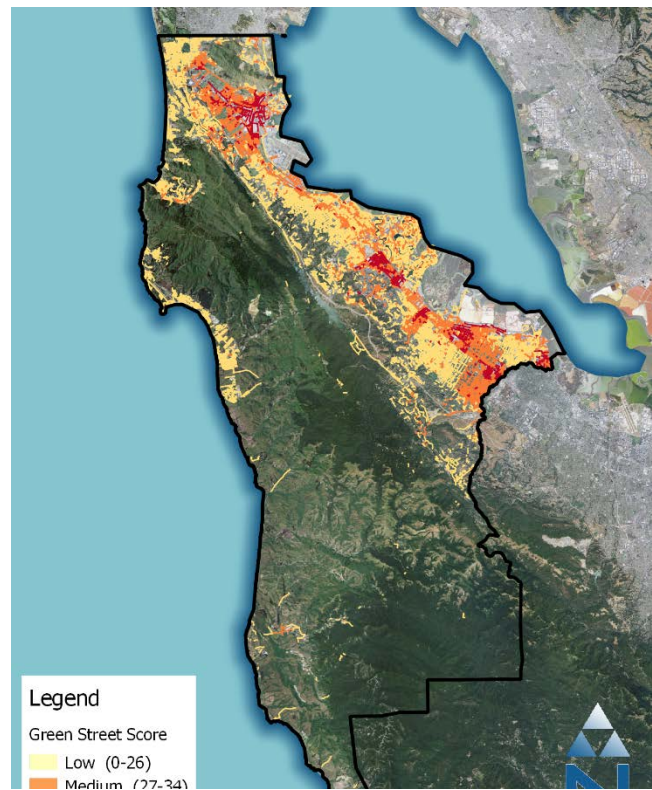 Legend
Green Street Score
Low (0-26)
Medium (27-34)
N